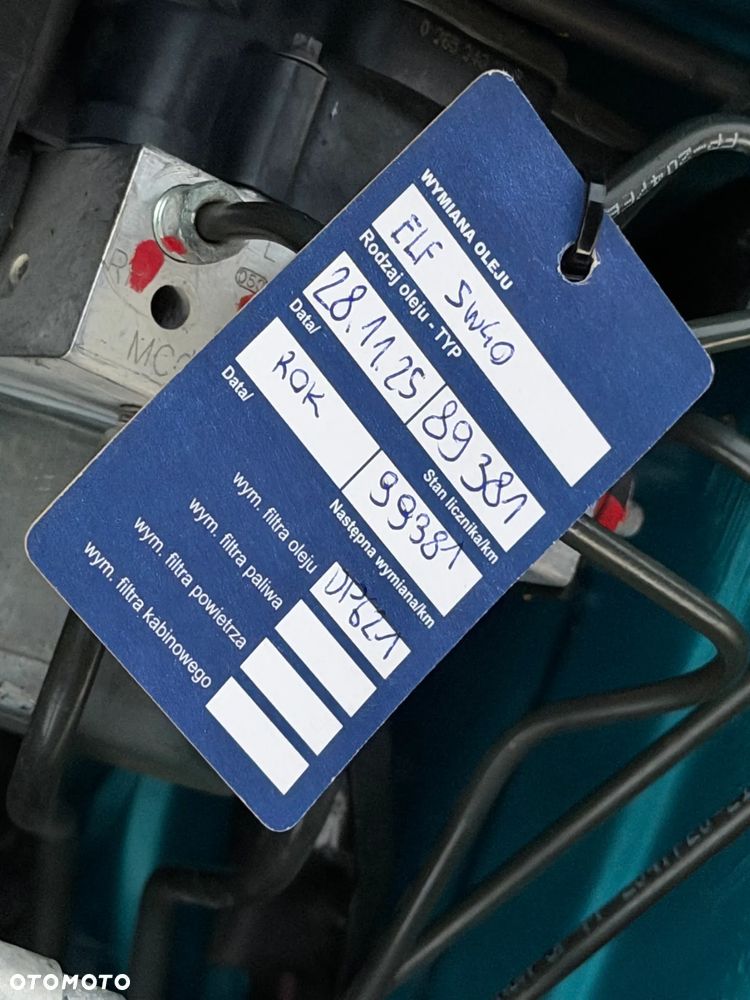 WYMIANA OLEJU
ELF 5W40
Rodzaj oleju - TYP
28.11.25 89381
Data/ Stan licznika/km
ROK 99381
Data/ Następna wymiana/km
wym. filtra oleju OP621
wym. filtra paliwa
wym. filtra powietrza
wym. filtra kabinowego
OTOMOTO